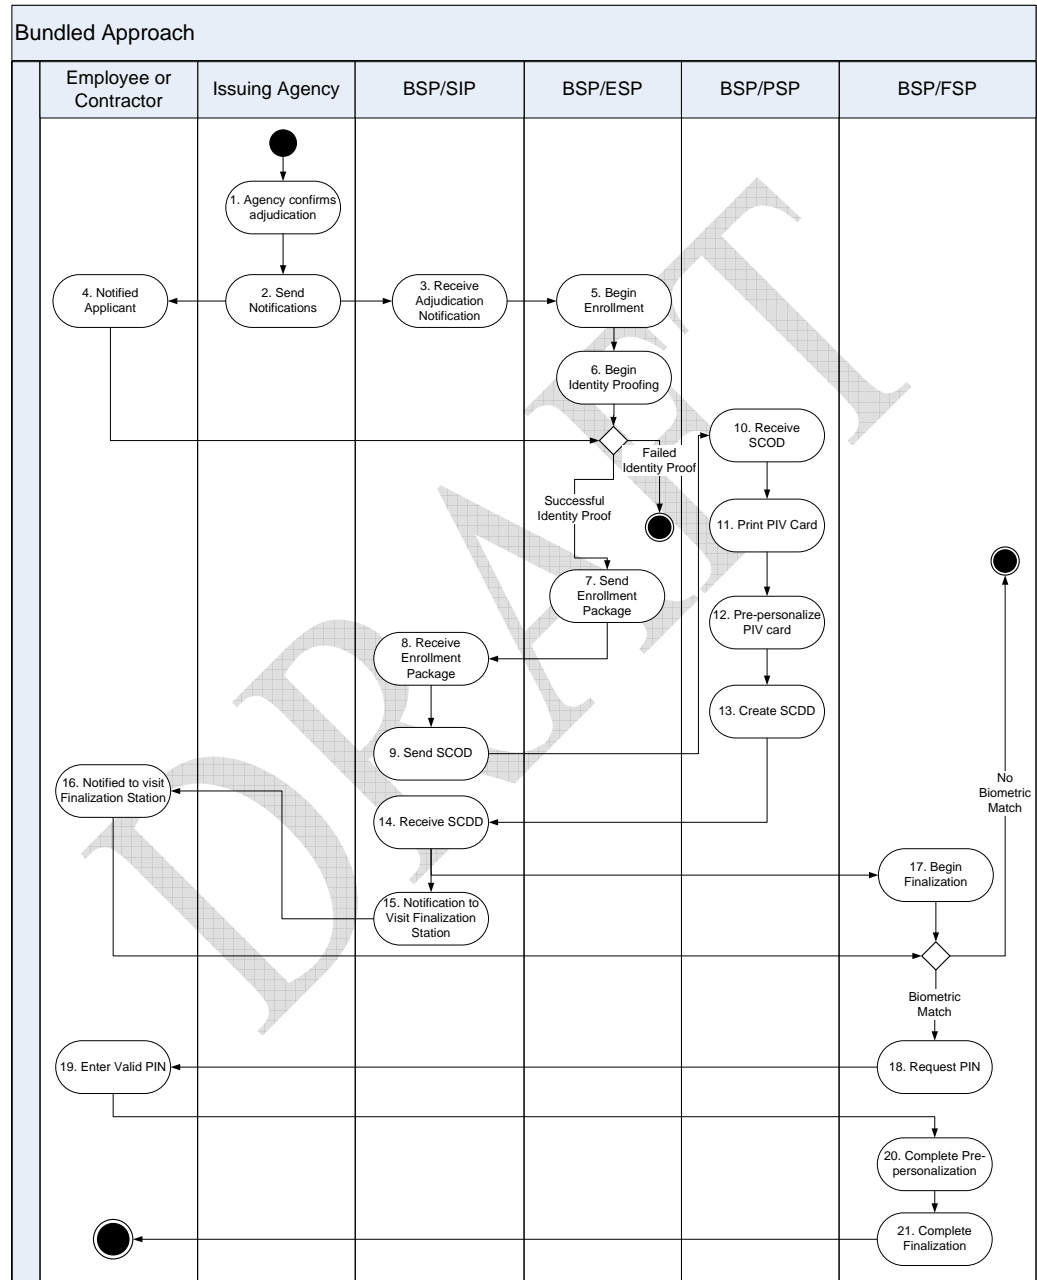 Bundled Approach
Employee or
Contractor
Issuing Agency
BSP/SIP
BSP/ESP
BSP/PSP
BSP/FSP
1. Agency confirms
adjudication
2. Send
Notifications
3. Receive
Adjudication
Notification
4. Notified
Applicant
5. Begin
Enrollment
6. Begin
Identity Proofing
Failed
Identity Proof
Successful
Identity Proof
7. Send
Enrollment
Package
8. Receive
Enrollment
Package
9. Send SCOD
10. Receive
SCOD
11. Print PIV Card
12. Pre-personalize
PIV card
13. Create SCDD
14. Receive SCDD
15. Notification to
Visit Finalization
Station
16. Notified to visit
Finalization Station
17. Begin
Finalization
No
Biometric
Match
Biometric
Match
18. Request PIN
19. Enter Valid PIN
20. Complete Pre-
personalization
21. Complete
Finalization
DRAFT